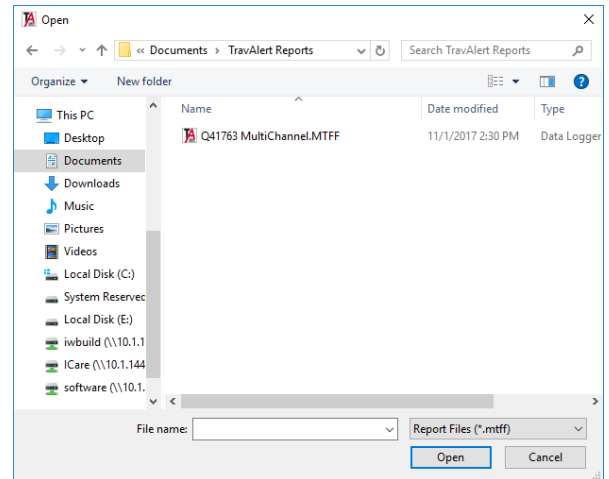 Open
« Documents › TravAlert Reports
Search TravAlert Reports
Organize
New folder
Name
Date modified
Type
This PC
Desktop
Documents
Downloads
Music
Pictures
Videos
Local Disk (C:)
System Reserved
Local Disk (E:)
iwbuild (\\10.1.1
ICare (\\10.1.144
software (\\10.1.
Q41763 MultiChannel.MTFF
11/1/2017 2:30 PM
Data Logger
File name:
Report Files (*.mtff)
Open
Cancel